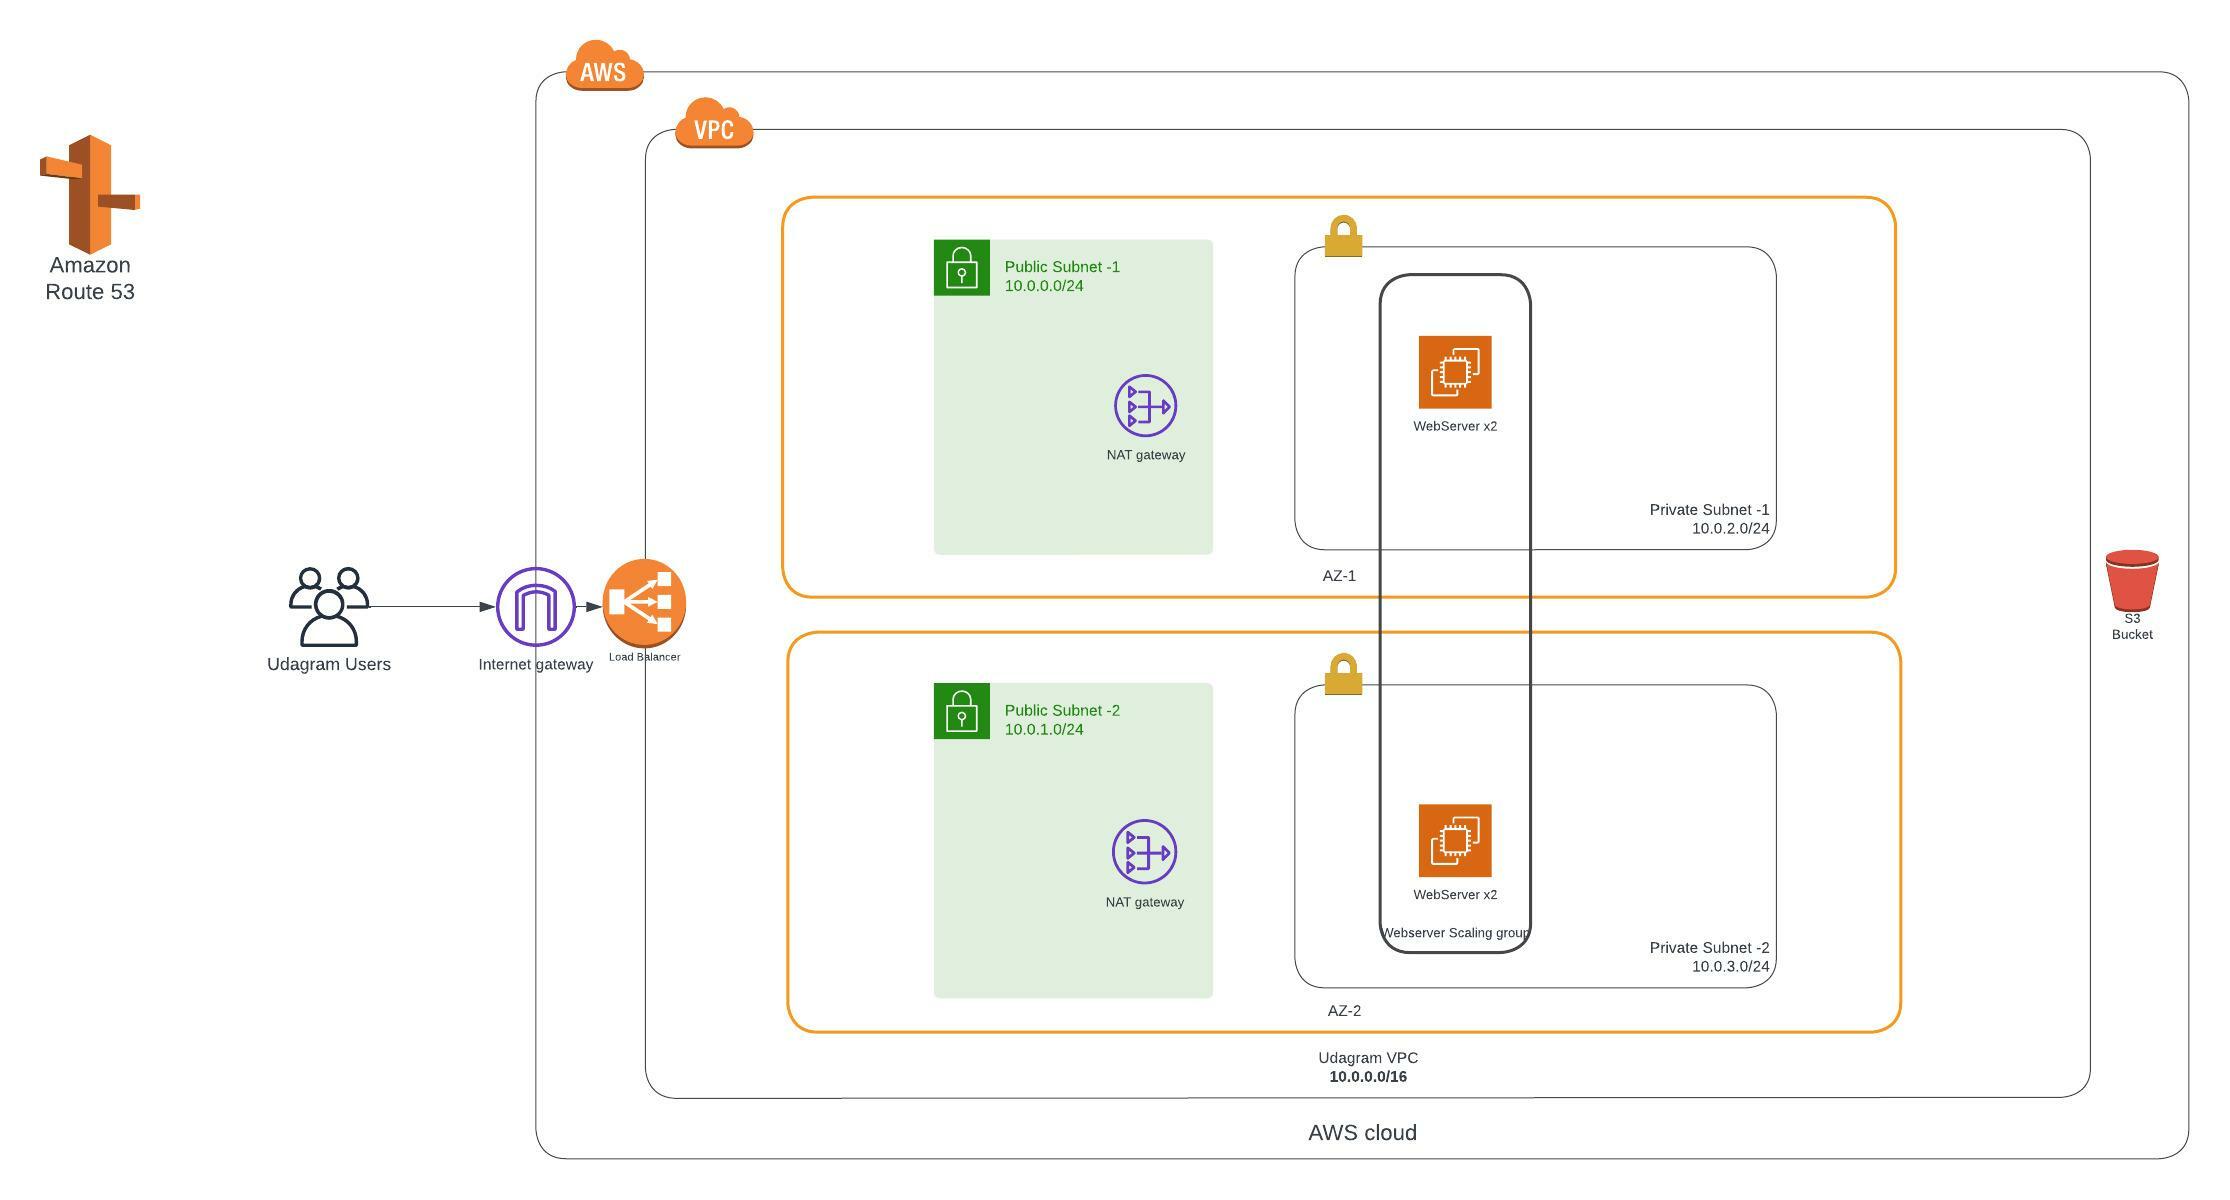 AWS
VPC
Amazon
Route 53
Public Subnet -1
10.0.0.0/24
NAT gateway
WebServer x2
Private Subnet -1
10.0.2.0/24
AZ-1
Udagram Users
Internet gateway
Load Balancer
S3
Bucket
Public Subnet -2
10.0.1.0/24
NAT gateway
WebServer x2
Webserver Scaling group
Private Subnet -2
10.0.3.0/24
AZ-2
Udagram VPC
10.0.0.0/16
AWS cloud